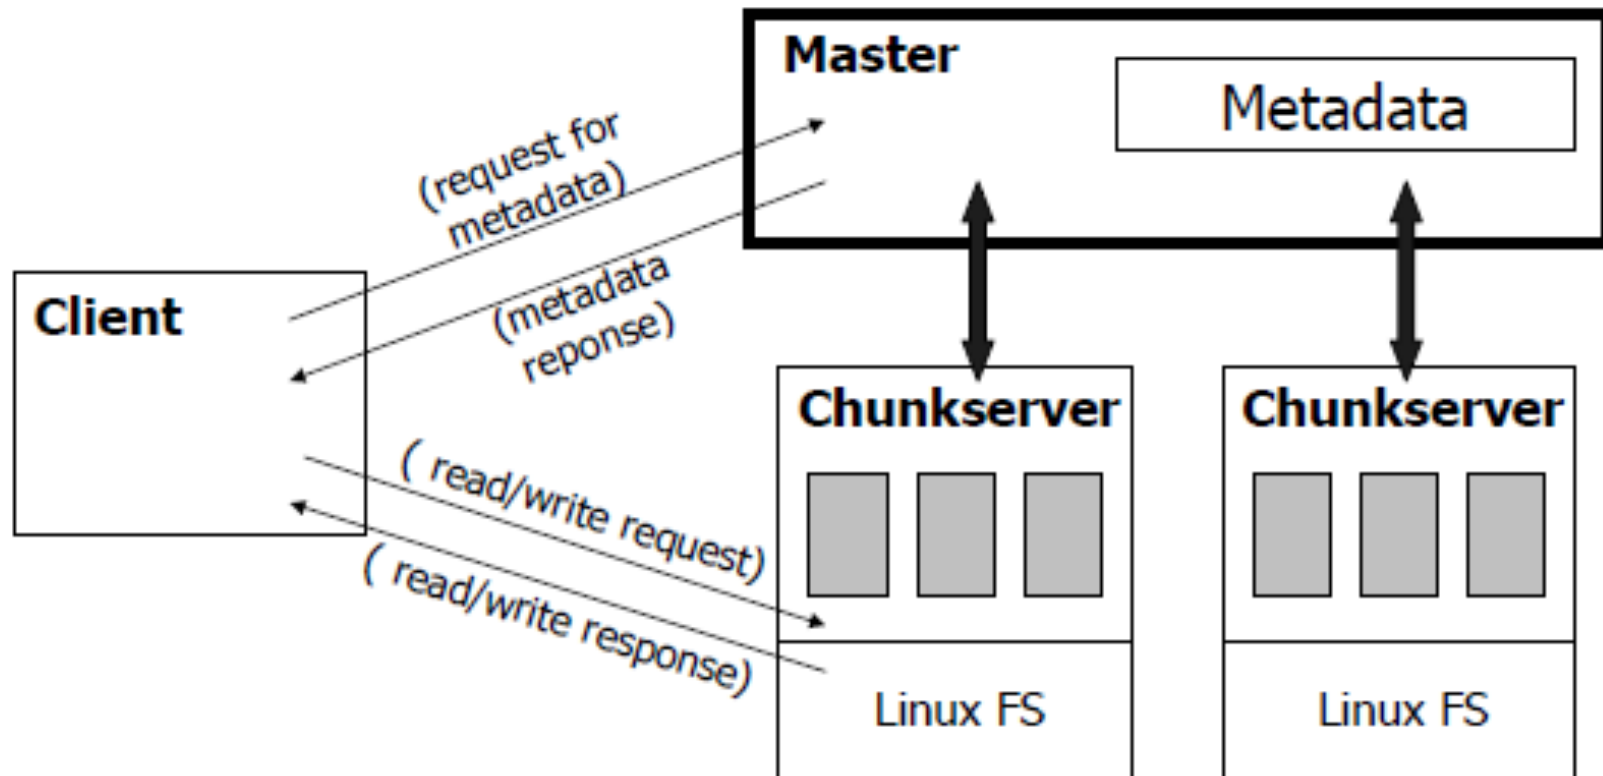 Master
Metadata
(request for
metadata)
(metadata
reponse)
Client
Chunkserver
Chunkserver
( read/write request)
( read/write response)
Linux FS
Linux FS